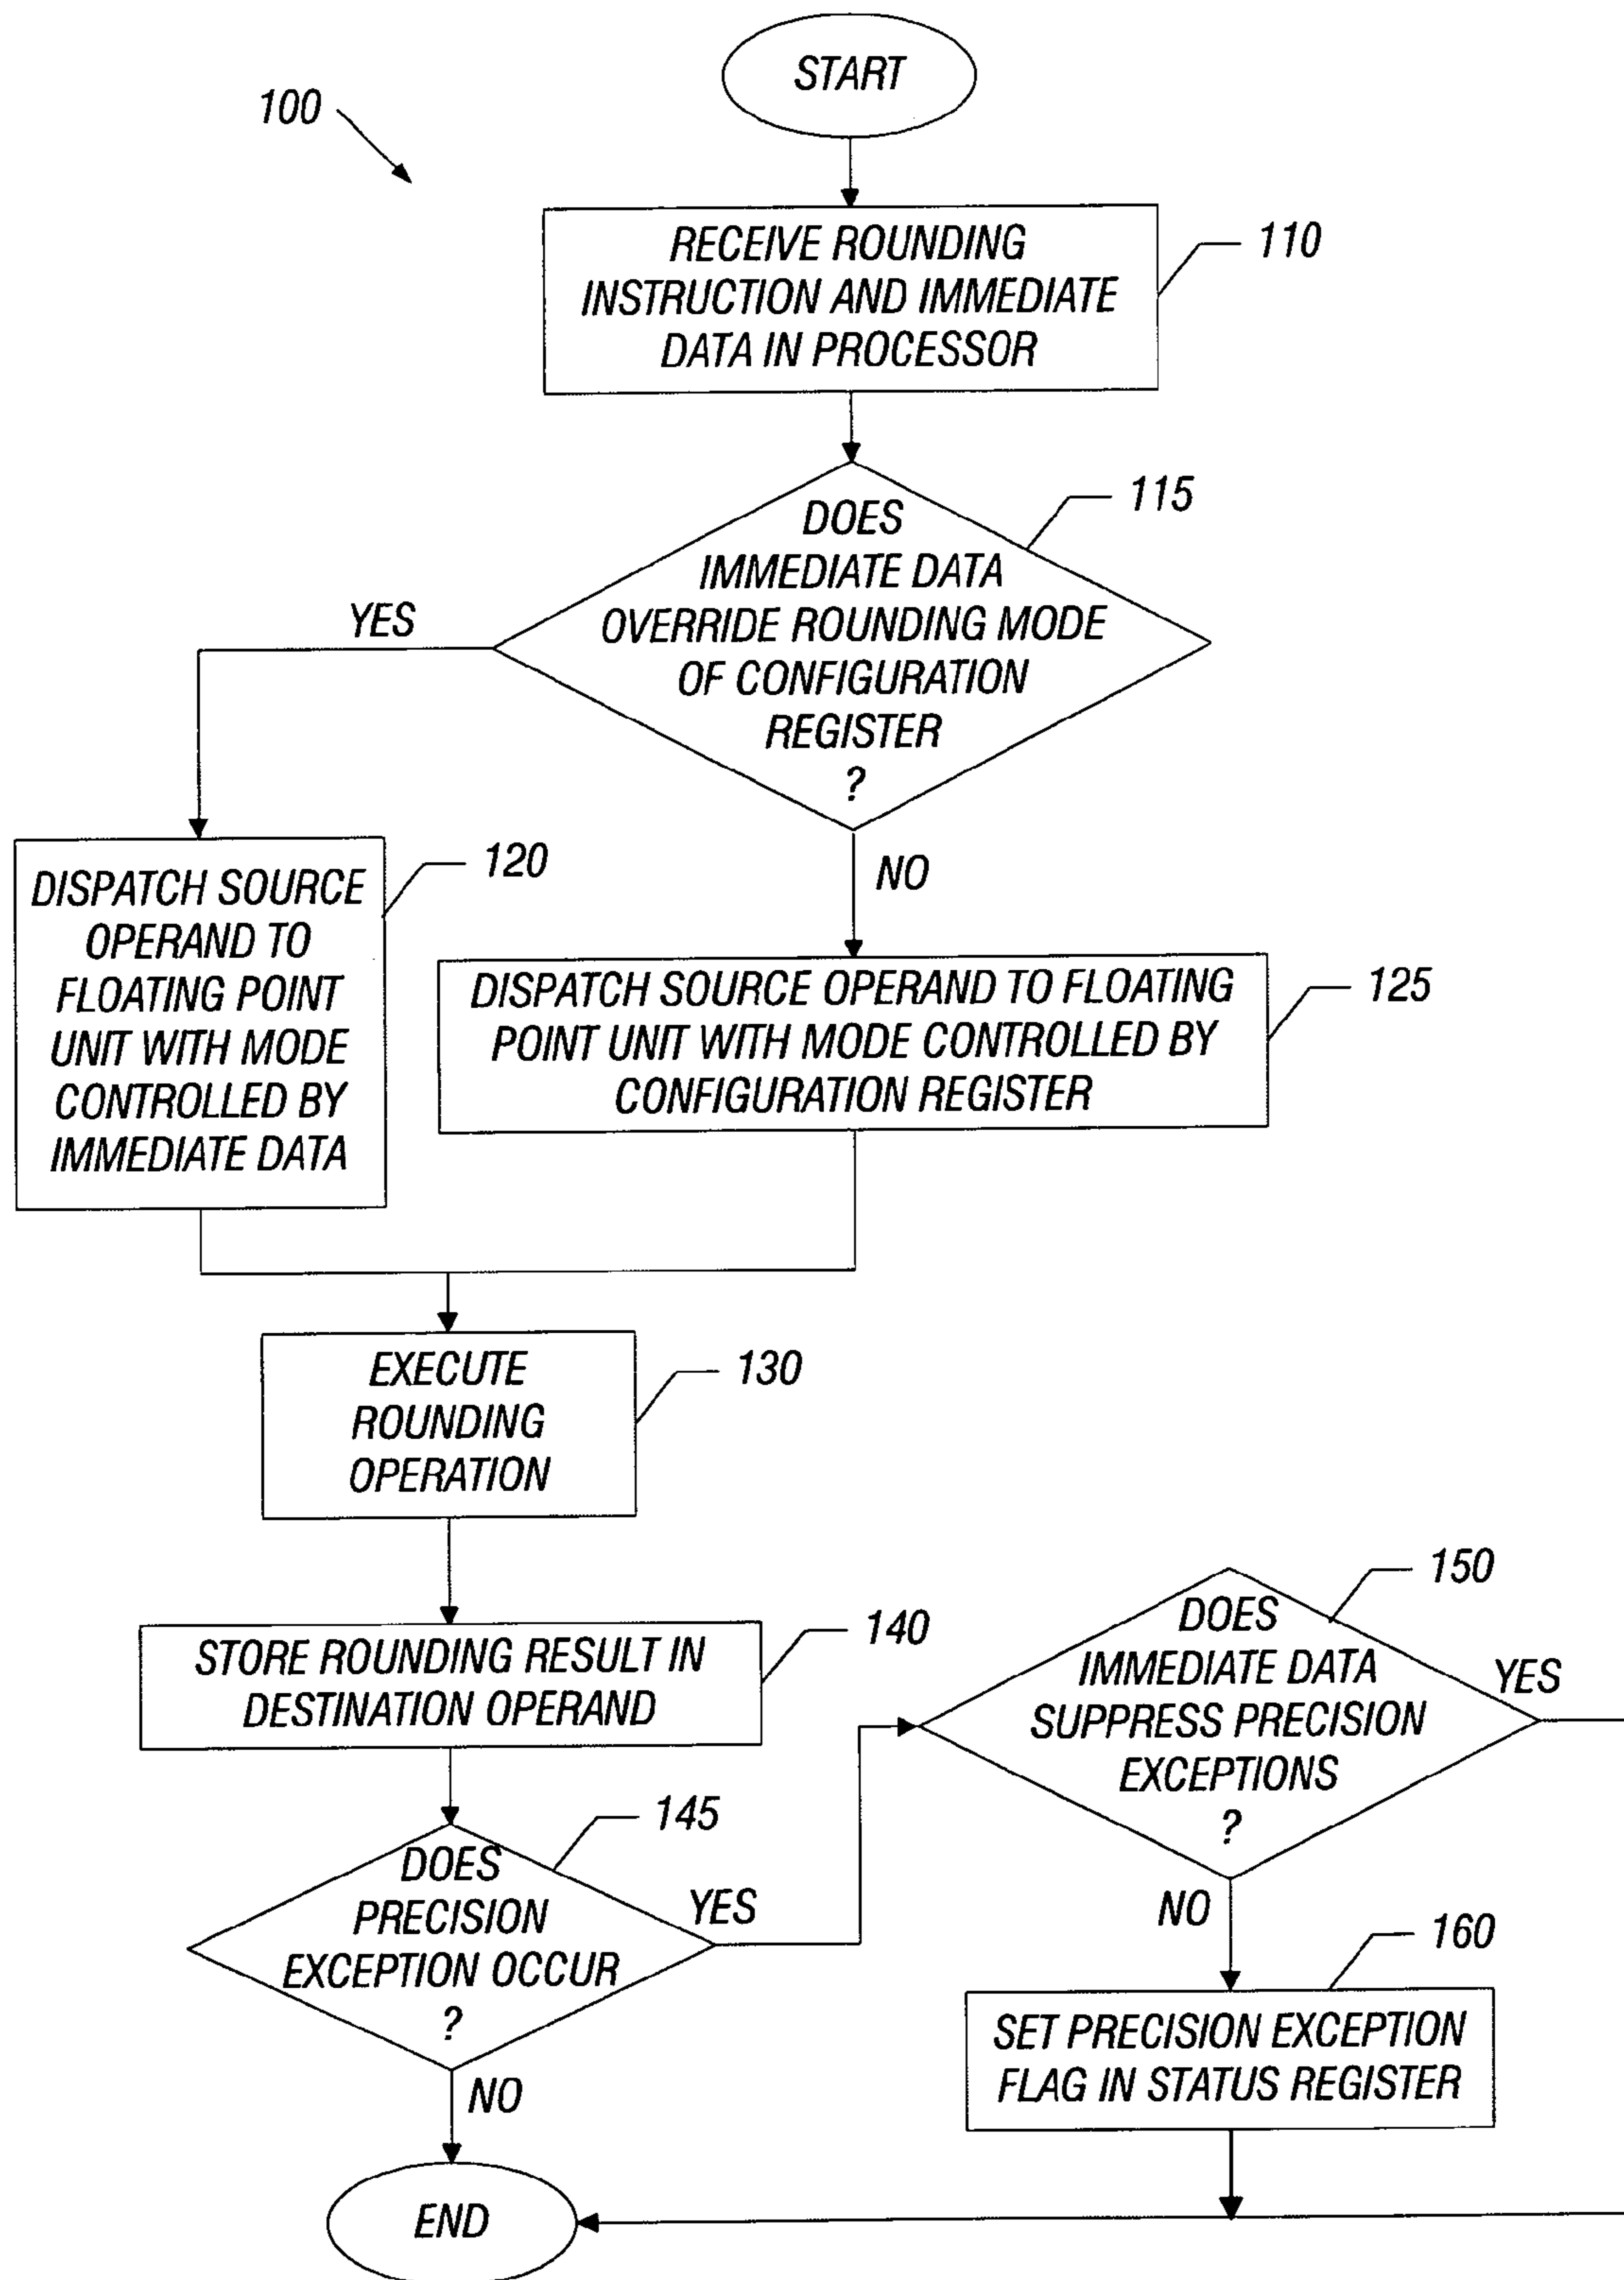 START
100
RECEIVE ROUNDING
INSTRUCTION AND IMMEDIATE
DATA IN PROCESSOR
110
DOES
IMMEDIATE DATA
OVERRIDE ROUNDING MODE
OF CONFIGURATION
REGISTER
?
115
YES
NO
DISPATCH SOURCE
OPERAND TO
FLOATING POINT
UNIT WITH MODE
CONTROLLED BY
IMMEDIATE DATA
120
DISPATCH SOURCE OPERAND TO FLOATING
POINT UNIT WITH MODE CONTROLLED BY
CONFIGURATION REGISTER
125
EXECUTE
ROUNDING
OPERATION
130
STORE ROUNDING RESULT IN
DESTINATION OPERAND
140
DOES
PRECISION
EXCEPTION OCCUR
?
145
YES
NO
DOES
IMMEDIATE DATA
SUPPRESS PRECISION
EXCEPTIONS
?
150
YES
NO
SET PRECISION EXCEPTION
FLAG IN STATUS REGISTER
160
END